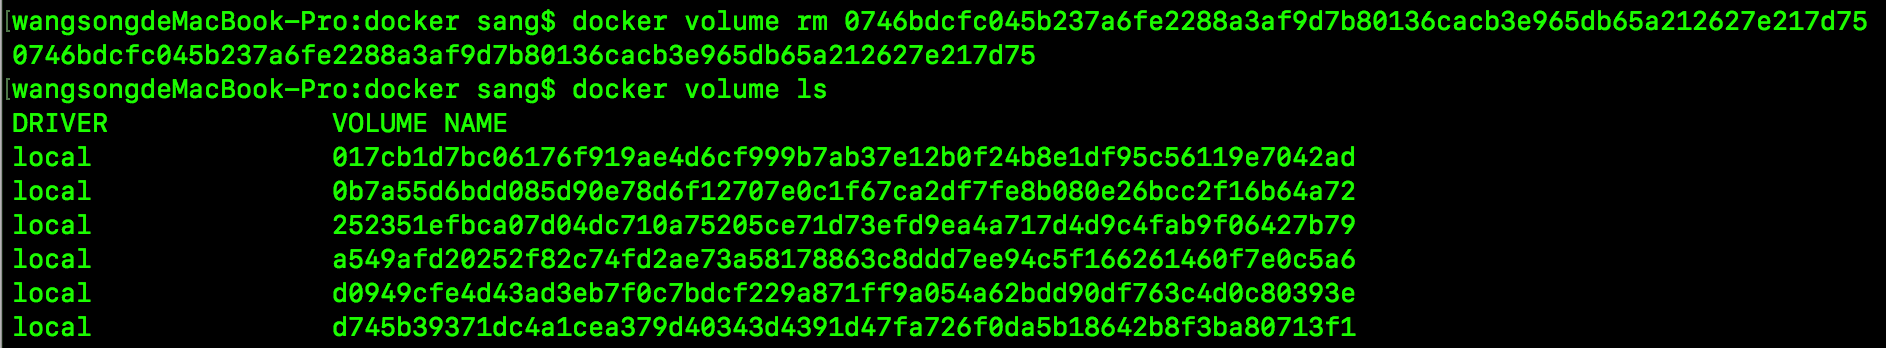 [wangsongdeMacBook-Pro:docker sang$ docker volume rm 0746bdcfc045b237a6fe2288a3af9d7b80136cacb3e965db65a212627e217d75
0746bdcfc045b237a6fe2288a3af9d7b80136cacb3e965db65a212627e217d75
[wangsongdeMacBook-Pro:docker sang$ docker volume ls
DRIVER              VOLUME NAME
local               017cb1d7bc06176f919ae4d6cf999b7ab37e12b0f24b8e1df95c56119e7042ad
local               0b7a55d6bdd085d90e78d6f12707e0c1f67ca2df7fe8b080e26bcc2f16b64a72
local               252351efbca07d04dc710a75205ce71d73efd9ea4a717d4d9c4fab9f06427b79
local               a549afd20252f82c74fd2ae73a58178863c8ddd7ee94c5f166261460f7e0c5a6
local               d0949cfe4d43ad3eb7f0c7bdcf229a871ff9a054a62bdd90df763c4d0c80393e
local               d745b39371dc4a1cea379d40343d4391d47fa726f0da5b18642b8f3ba80713f1